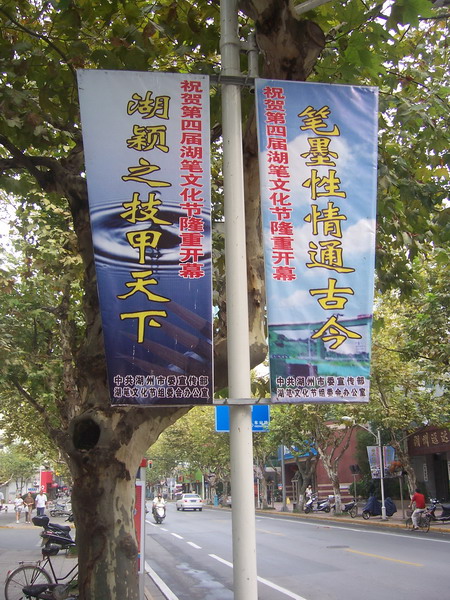 湖颖之技甲天下
祝贺第四届湖笔文化节隆重开幕
中共湖州市委宣传部
湖笔文化节组委会办公室
祝贺第四届湖笔文化节隆重开幕
笔墨性情通古今
中共湖州市委宣传部
湖笔文化节组委会办公室